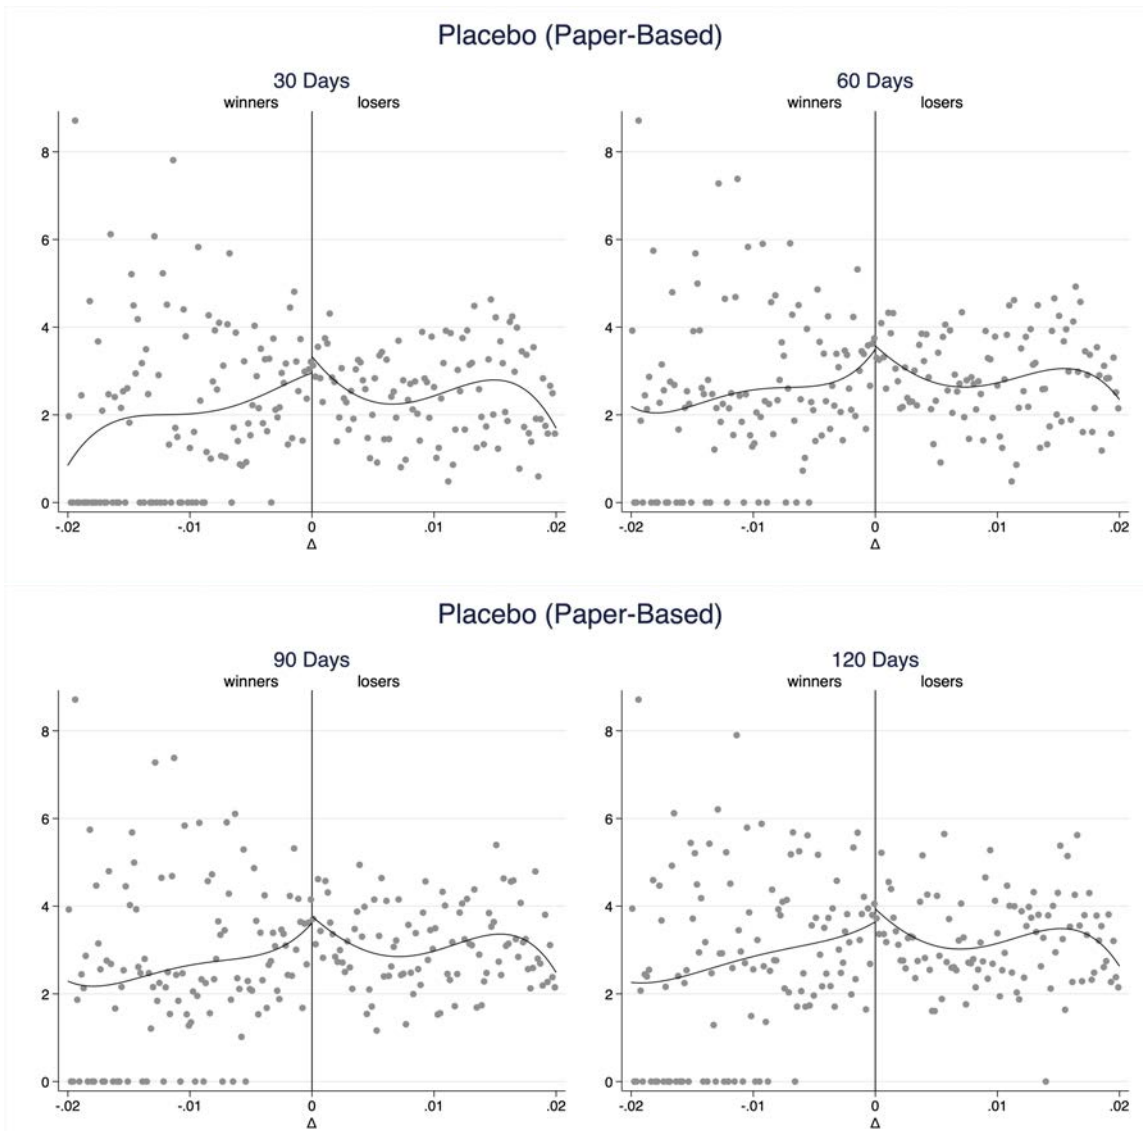 Placebo (Paper-Based)
30 Days
winners losers
8
6
4
2
0
-.02 -.01 0 .01 .02
Δ
60 Days
winners losers
8
6
4
2
0
-.02 -.01 0 .01 .02
Δ
Placebo (Paper-Based)
90 Days
winners losers
8
6
4
2
0
-.02 -.01 0 .01 .02
Δ
120 Days
winners losers
8
6
4
2
0
-.02 -.01 0 .01 .02
Δ